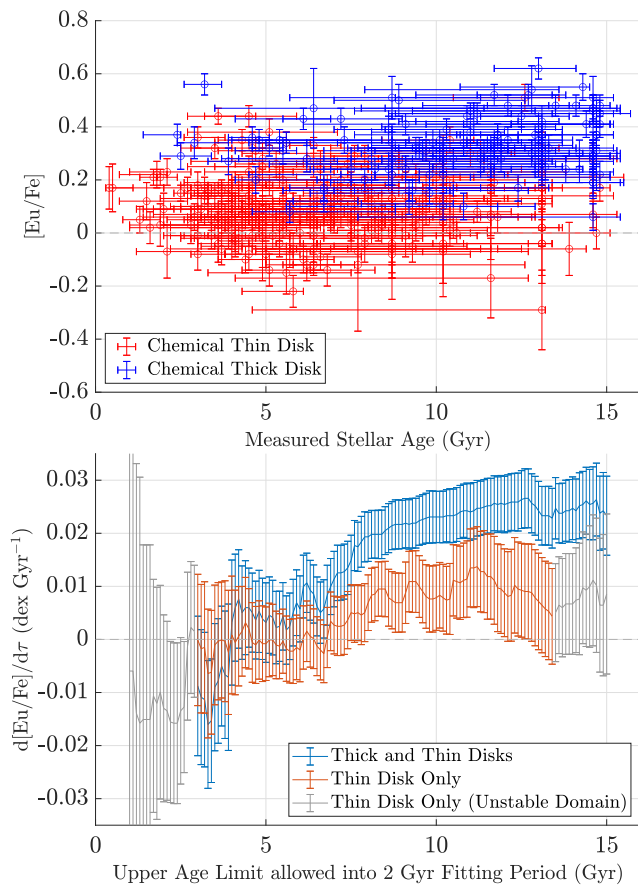 0.8
0.6
0.4
0.2
0
-0.2
-0.4
-0.6
[Eu/Fe]
Chemical Thin Disk
Chemical Thick Disk
0 5 10 15
Measured Stellar Age (Gyr)
0.03
0.02
0.01
0
-0.01
-0.02
-0.03
d[Eu/Fe]/dτ (dex Gyr⁻¹)
Thick and Thin Disks
Thin Disk Only
Thin Disk Only (Unstable Domain)
0 5 10 15
Upper Age Limit allowed into 2 Gyr Fitting Period (Gyr)